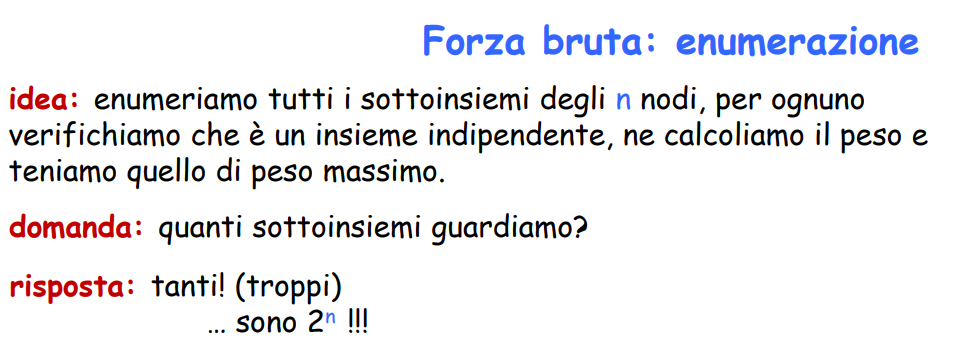 Forza bruta: enumerazione
idea: enumeriamo tutti i sottoinsiemi degli n nodi, per ognuno
verifichiamo che è un insieme indipendente, ne calcoliamo il peso e
teniamo quello di peso massimo.
domanda: quanti sottoinsiemi guardiamo?
risposta: tanti! (troppi)
… sono 2ⁿ !!!